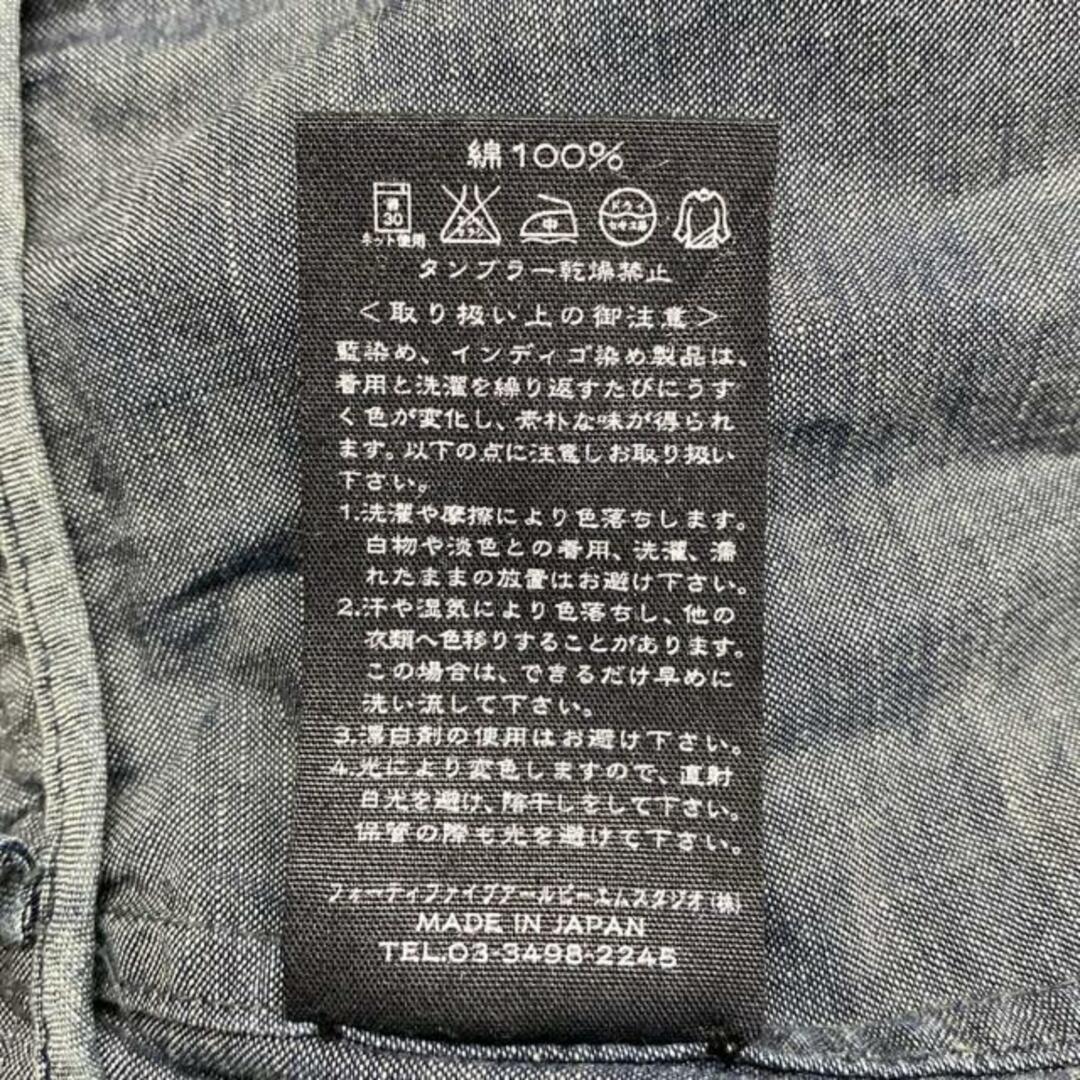 綿100%
30
ネット使用
中
ドライ
セキユ系
タンブラー乾燥禁止
<取り扱い上の御注意>
藍染め、インディゴ染め製品は、
着用と洗濯を繰り返すたびにうす
く色が変化し、素朴な味が得られ
ます。以下の点に注意しお取り扱い
下さい。
1.洗濯や摩擦により色落ちします。
白物や淡色との着用、洗濯、濡
れたままの放置はお避け下さい。
2.汗や湿気により色落ちし、他の
衣類へ色移りすることがあります。
この場合は、できるだけ早めに
洗い流して下さい。
3.漂白剤の使用はお避け下さい。
4.光により変色しますので、直射
日光を避け、陰干しをして下さい。
保管の際も光を避けて下さい。
フォーティファイブアールピーエムスタジオ(株)
MADE IN JAPAN
TEL.03-3498-2245